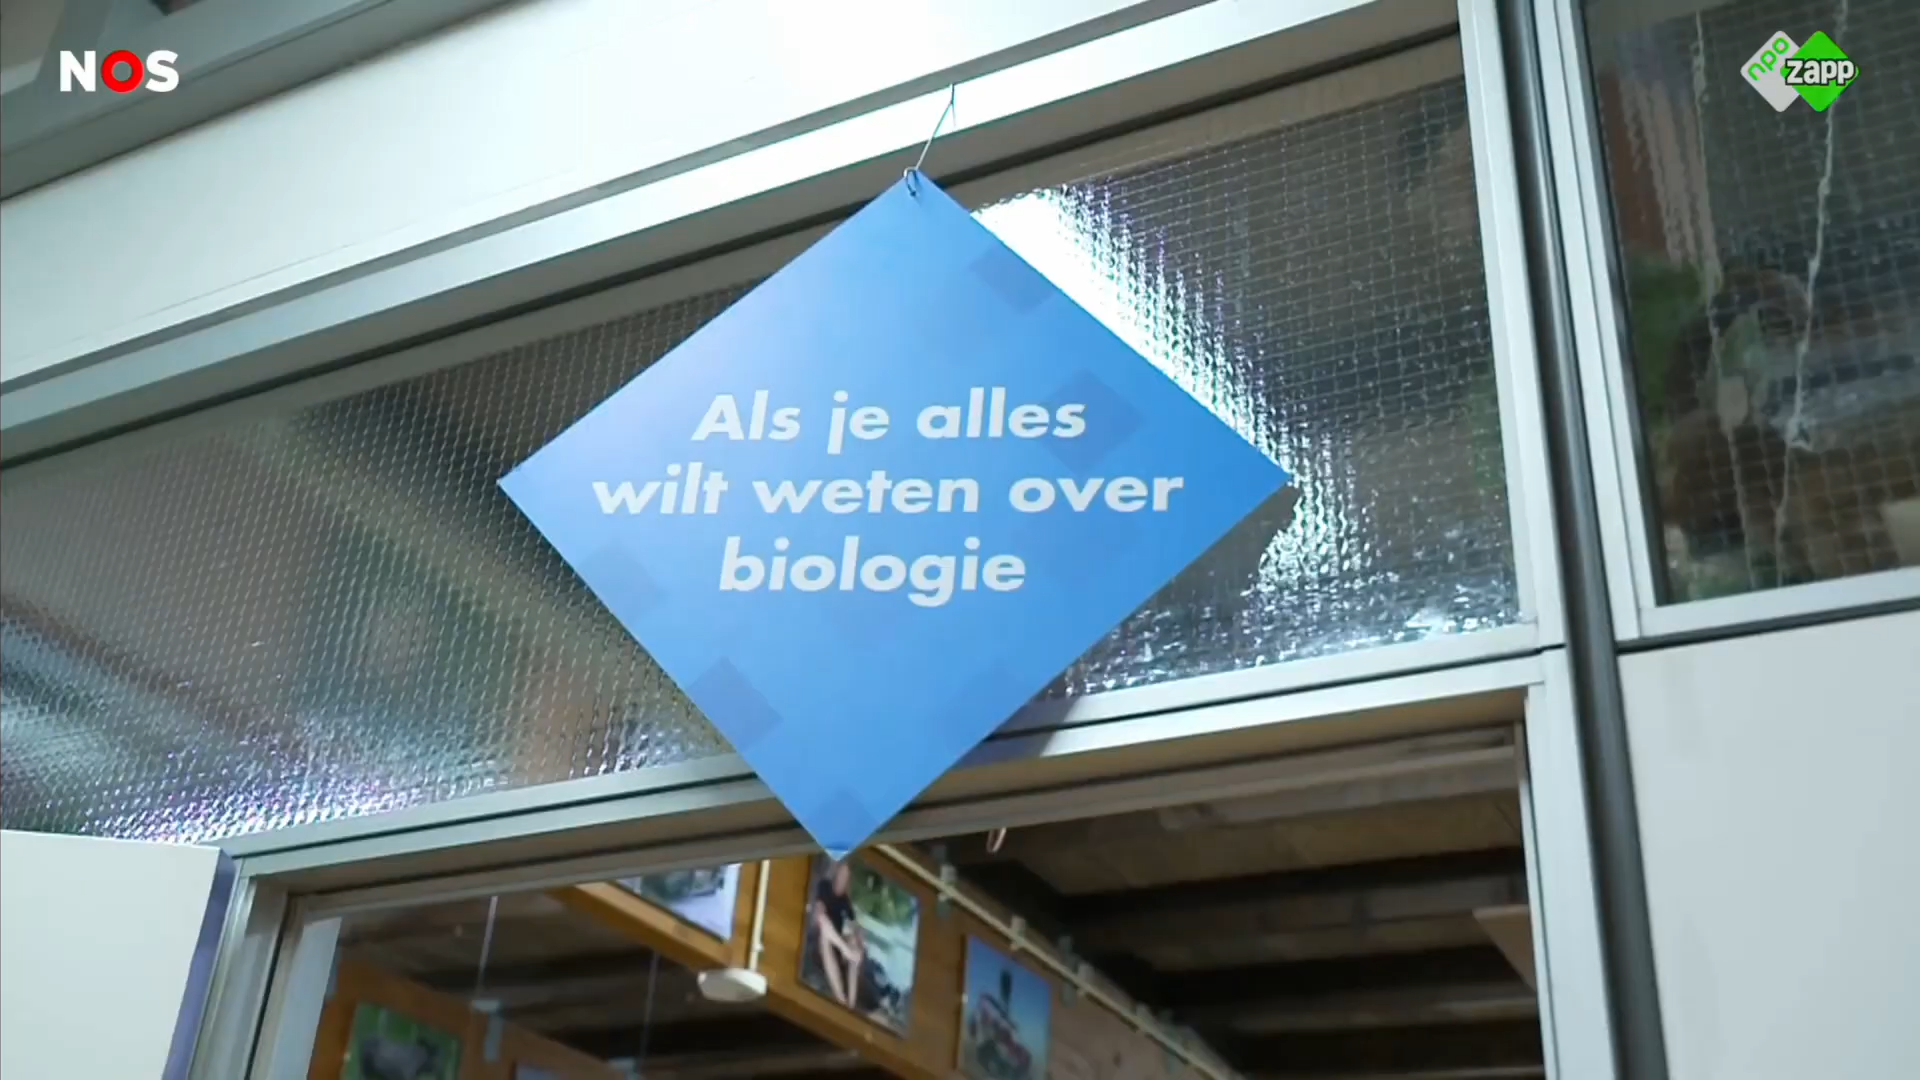 NOS
npo
zapp
Als je alles
wilt weten over
biologie